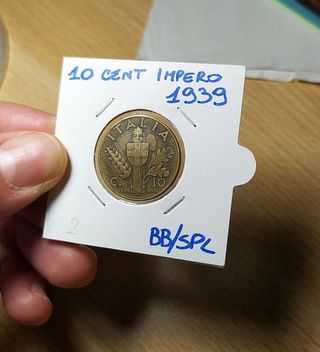 10 CENT IMPERO
1939
ITALIA
C. 10
BB/SPL
2